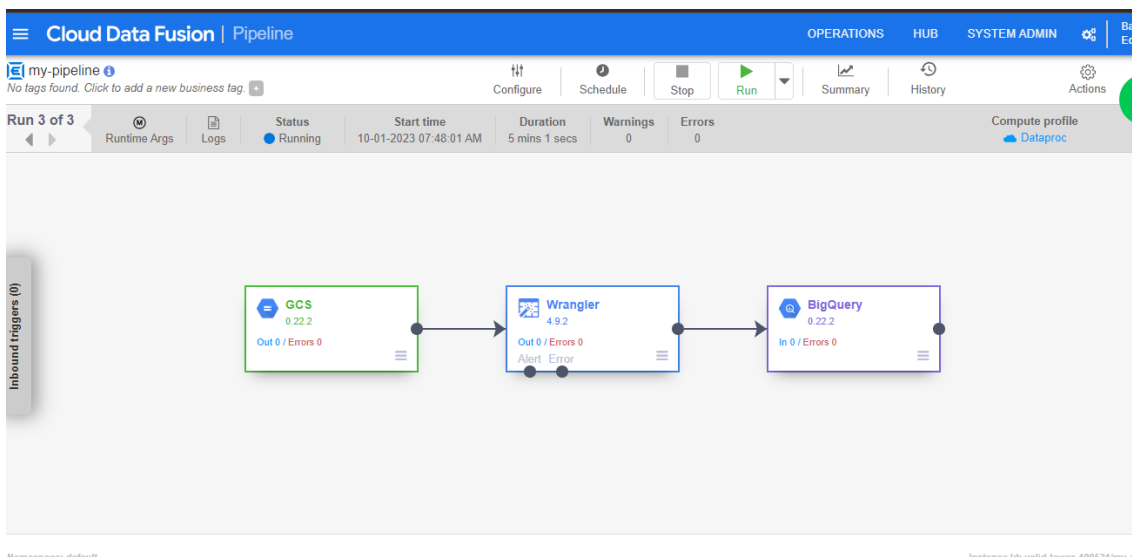 Cloud Data Fusion | Pipeline
OPERATIONS HUB SYSTEM ADMIN
my-pipeline
No tags found. Click to add a new business tag.
Configure Schedule Stop Run Summary History Actions
Run 3 of 3
Runtime Args
Logs
Status
Running
Start time
10-01-2023 07:48:01 AM
Duration
5 mins 1 secs
Warnings
0
Errors
0
Compute profile
Dataproc
Inbound triggers (0)
GCS
0.22.2
Out 0 / Errors 0
Wrangler
4.9.2
Out 0 / Errors 0
Alert Error
BigQuery
0.22.2
In 0 / Errors 0